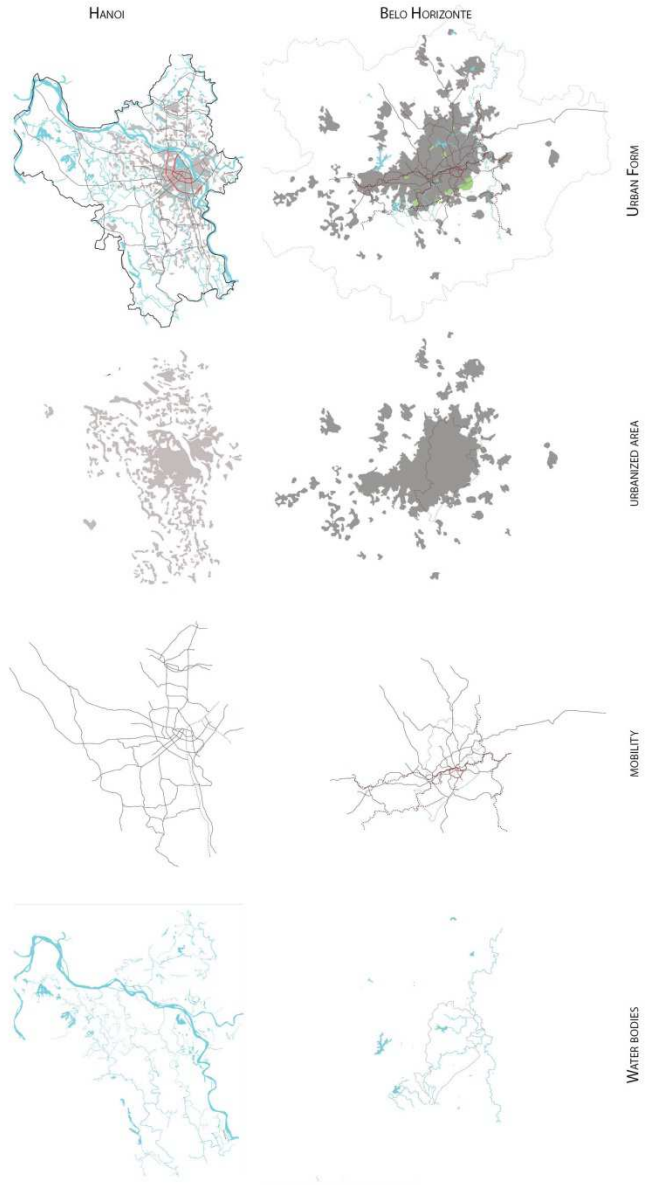 HANOI
BELO HORIZONTE
URBAN FORM
URBANIZED AREA
MOBILITY
WATER BODIES